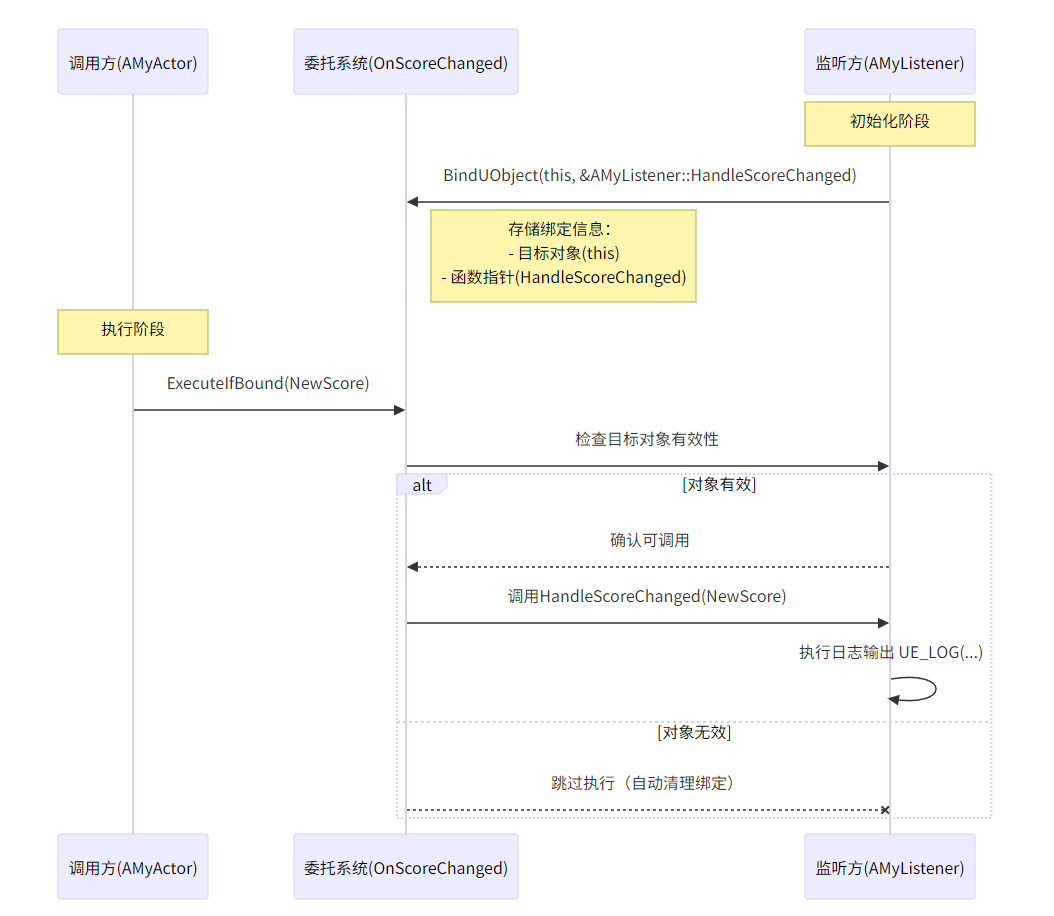 调用方(AMyActor)
委托系统(OnScoreChanged)
监听方(AMyListener)
初始化阶段
BindUObject(this, &AMyListener::HandleScoreChanged)
存储绑定信息：
- 目标对象(this)
- 函数指针(HandleScoreChanged)
执行阶段
ExecuteIfBound(NewScore)
检查目标对象有效性
alt
[对象有效]
确认可调用
调用HandleScoreChanged(NewScore)
执行日志输出 UE_LOG(...)
[对象无效]
跳过执行（自动清理绑定）
调用方(AMyActor)
委托系统(OnScoreChanged)
监听方(AMyListener)